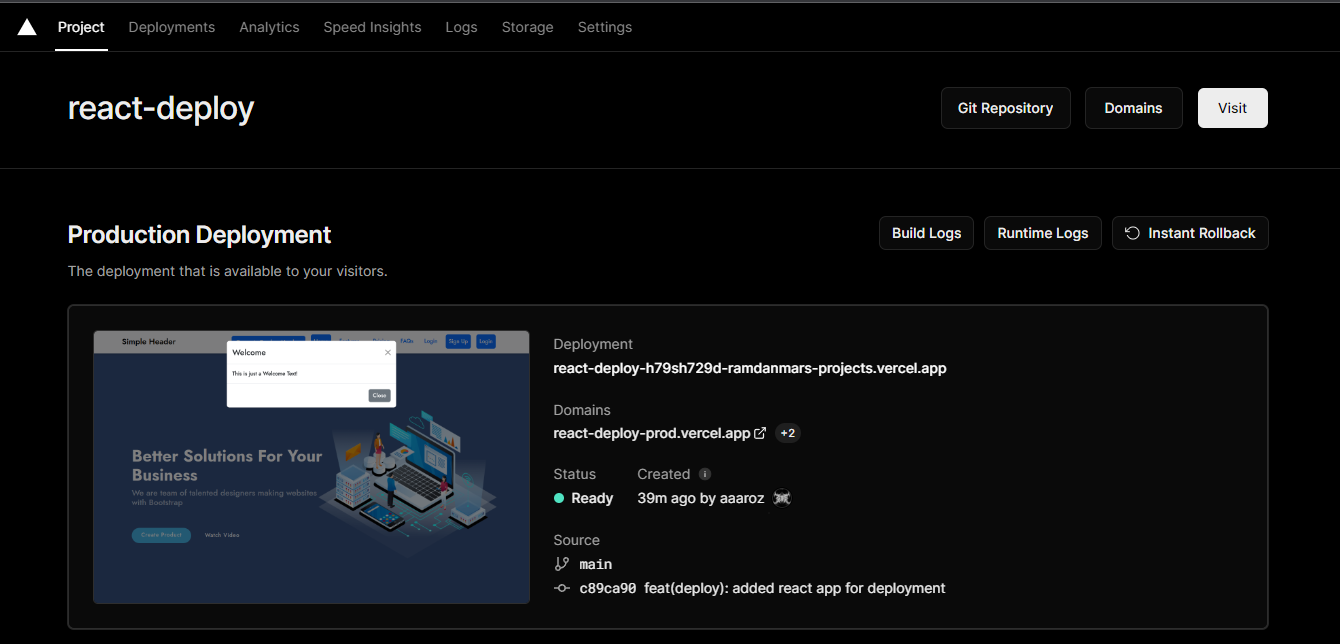 Project Deployments Analytics Speed Insights Logs Storage Settings
react-deploy
Git Repository Domains Visit
Production Deployment
Build Logs Runtime Logs Instant Rollback
The deployment that is available to your visitors.
Simple Header
FAQs Login Sign Up Login
Welcome
This is just a Welcome Text!
Close
Better Solutions For Your
Business
We are team of talented designers making websites
with Bootstrap
Create Product Watch Video
Deployment
react-deploy-h79sh729d-ramdanmars-projects.vercel.app
Domains
react-deploy-prod.vercel.app +2
Status Created
Ready 39m ago by aaaroz
Source
main
c89ca90 feat(deploy): added react app for deployment